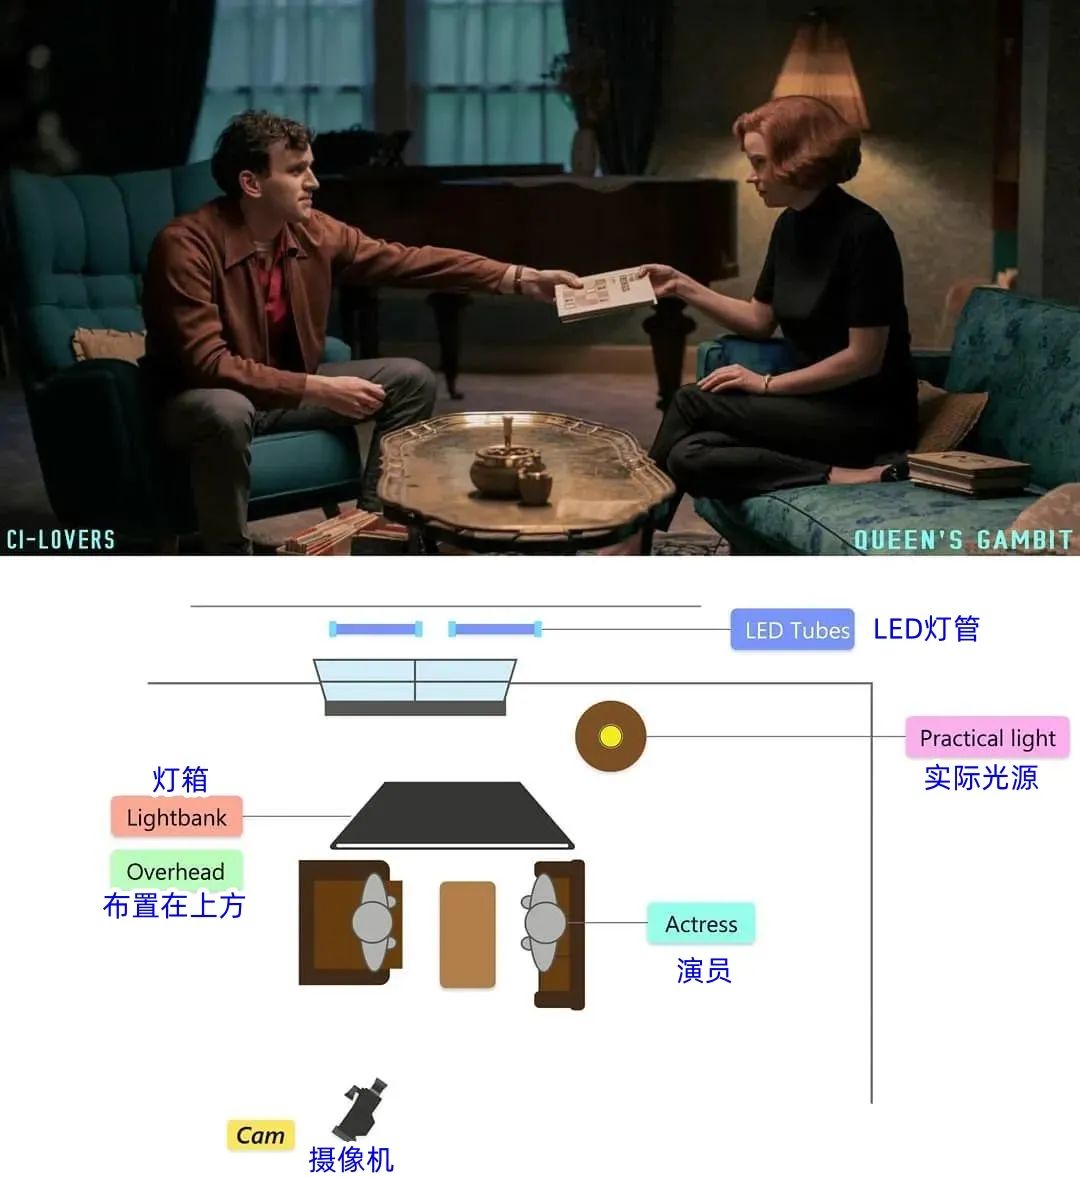 CI-LOVERS
QUEEN'S GAMBIT
LED Tubes
LED灯管
Practical light
实际光源
灯箱
Lightbank
Overhead
布置在上方
Actress
演员
Cam
摄像机